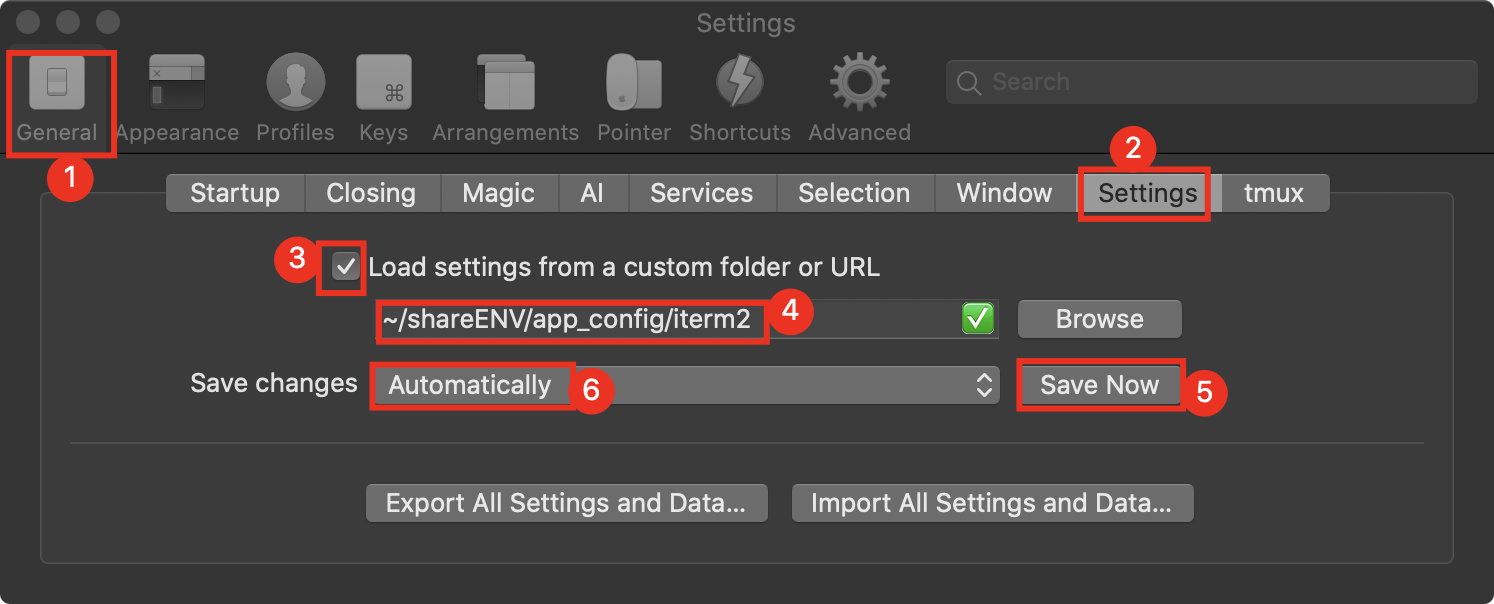 Settings
Search
General Appearance Profiles Keys Arrangements Pointer Shortcuts Advanced
1
2
Startup Closing Magic AI Services Selection Window Settings tmux
3 Load settings from a custom folder or URL
~/shareENV/app_config/iterm2 4 Browse
Save changes Automatically 6 Save Now 5
Export All Settings and Data... Import All Settings and Data...